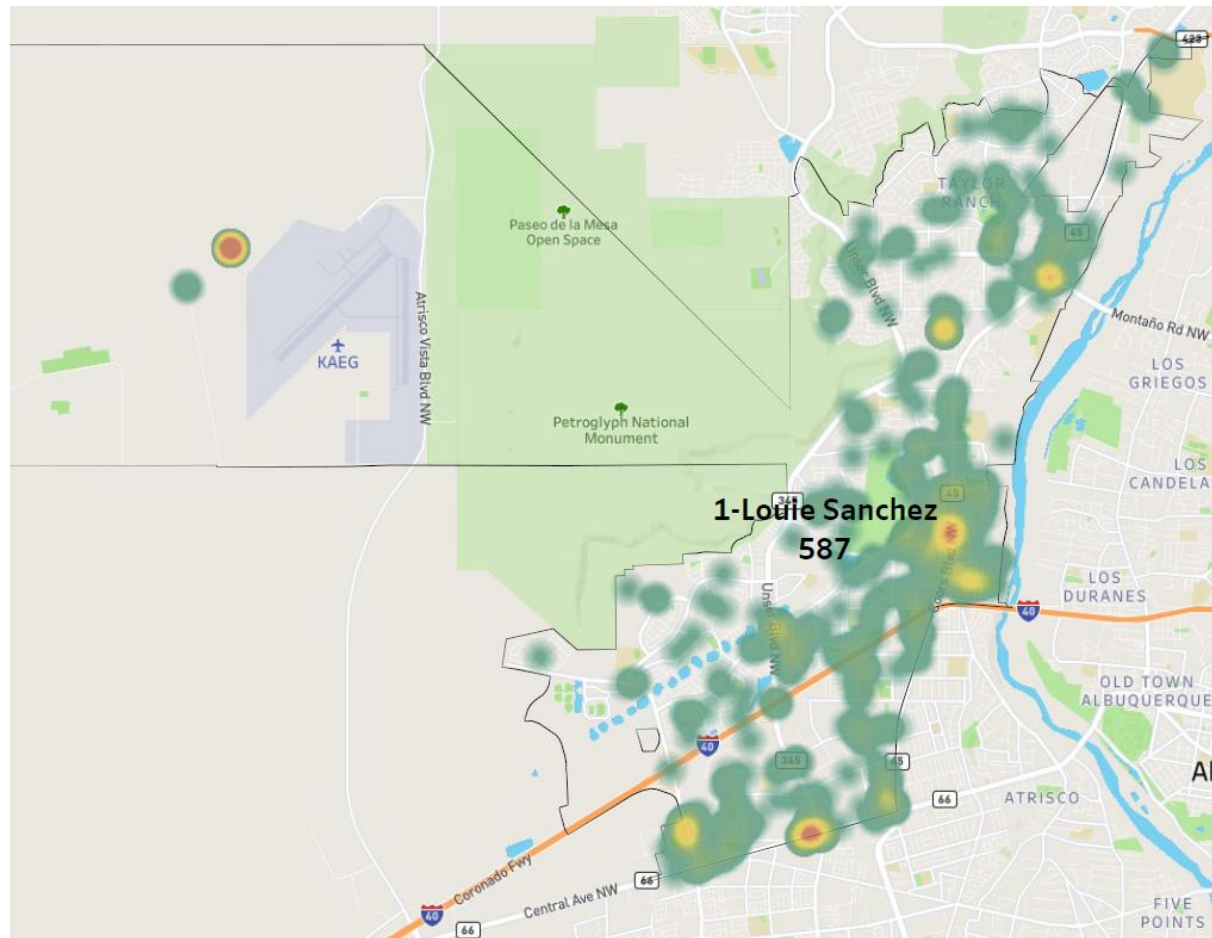 423
TAYLOR
RANCH
Paseo de la Mesa
Open Space
45
Unser Blvd NW
Atrisco Vista Blvd NW
KAEG
Montaño Rd NW
LOS
GRIEGOS
Petroglyph National
Monument
LOS
CANDELA
45
345
1-Louie Sanchez
587
Coors Blvd NW
LOS
DURANES
Unser Blvd NW
40
OLD TOWN
ALBUQUERQUE
40
345
45
Al
66
ATRISCO
66
Coronado Fwy
Central Ave NW
40
66
FIVE
POINTS